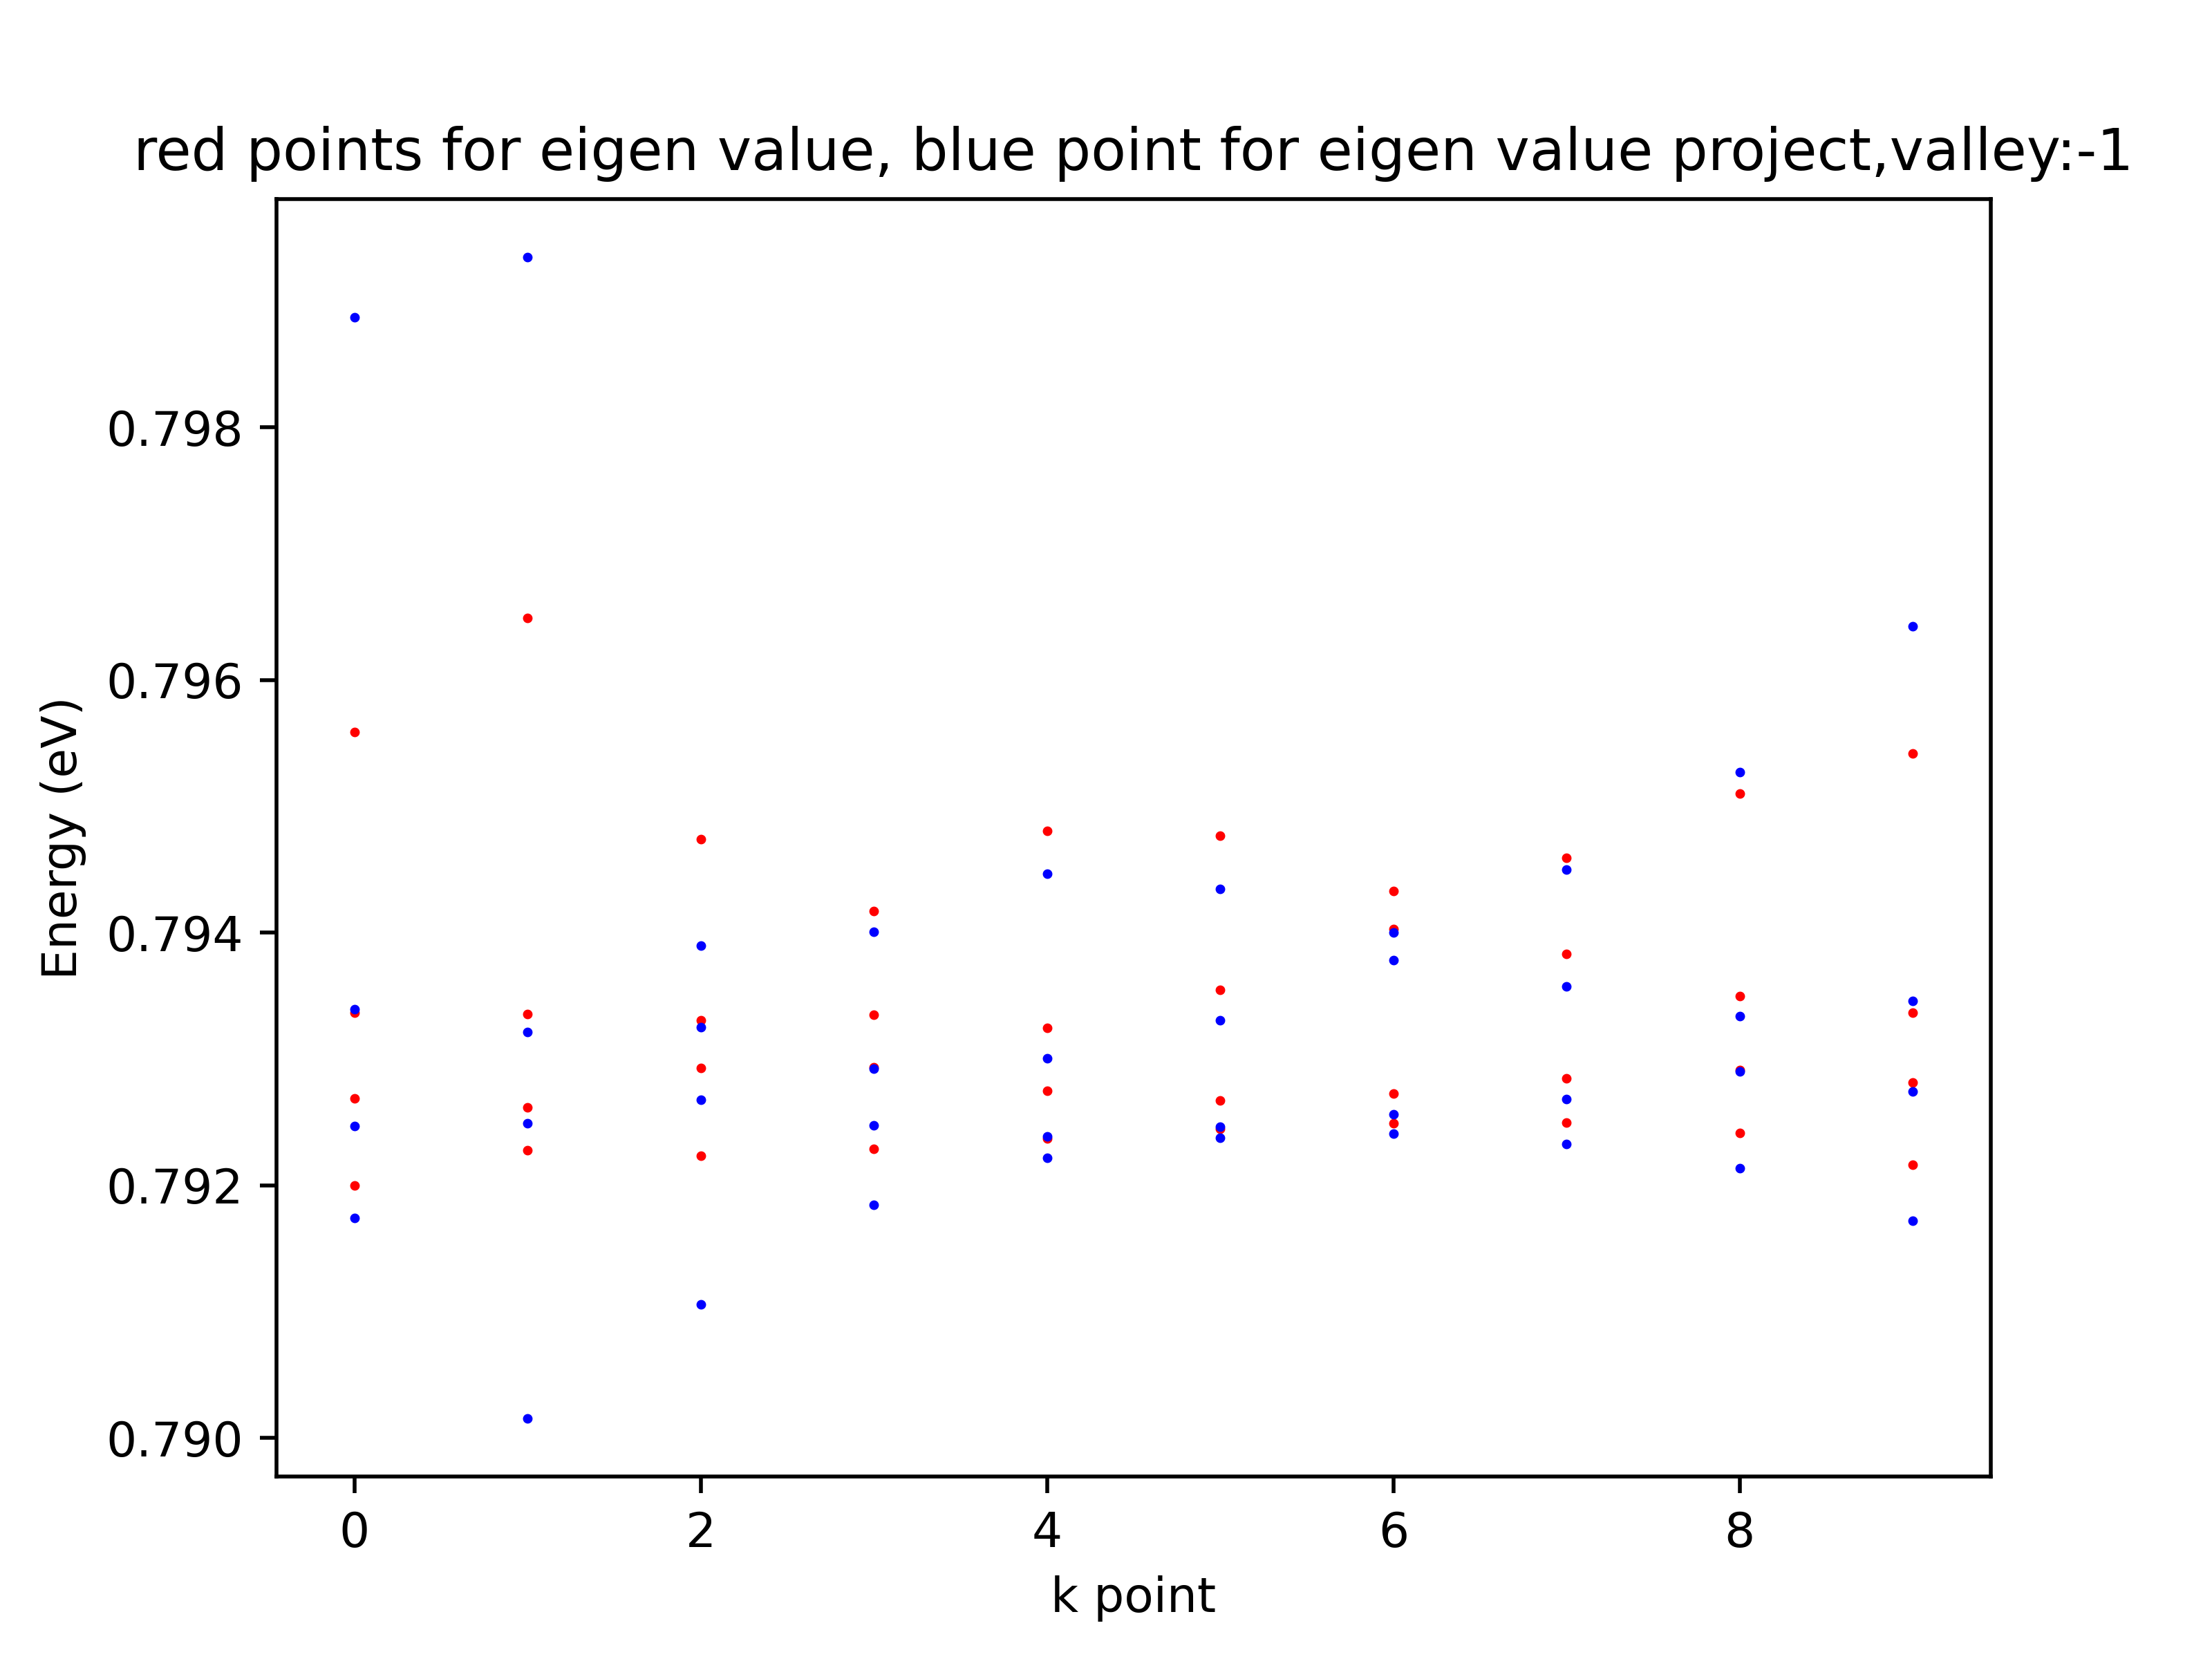 red points for eigen value, blue point for eigen value project,valley:-1
0.798
0.796
0.794
0.792
0.790
Energy (eV)
0 2 4 6 8
k point